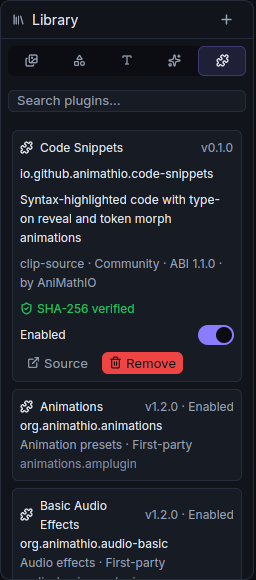 Library
Search plugins...
Code Snippets v0.1.0
io.github.animathio.code-snippets
Syntax-highlighted code with type-
on reveal and token morph
animations
clip-source · Community · ABI 1.1.0 ·
by AniMathIO
SHA-256 verified
Enabled
Source Remove
Animations v1.2.0 · Enabled
org.animathio.animations
Animation presets · First-party
animations.amplugin
Basic Audio
Effects v1.2.0 · Enabled
org.animathio.audio-basic
Audio effects · First-party